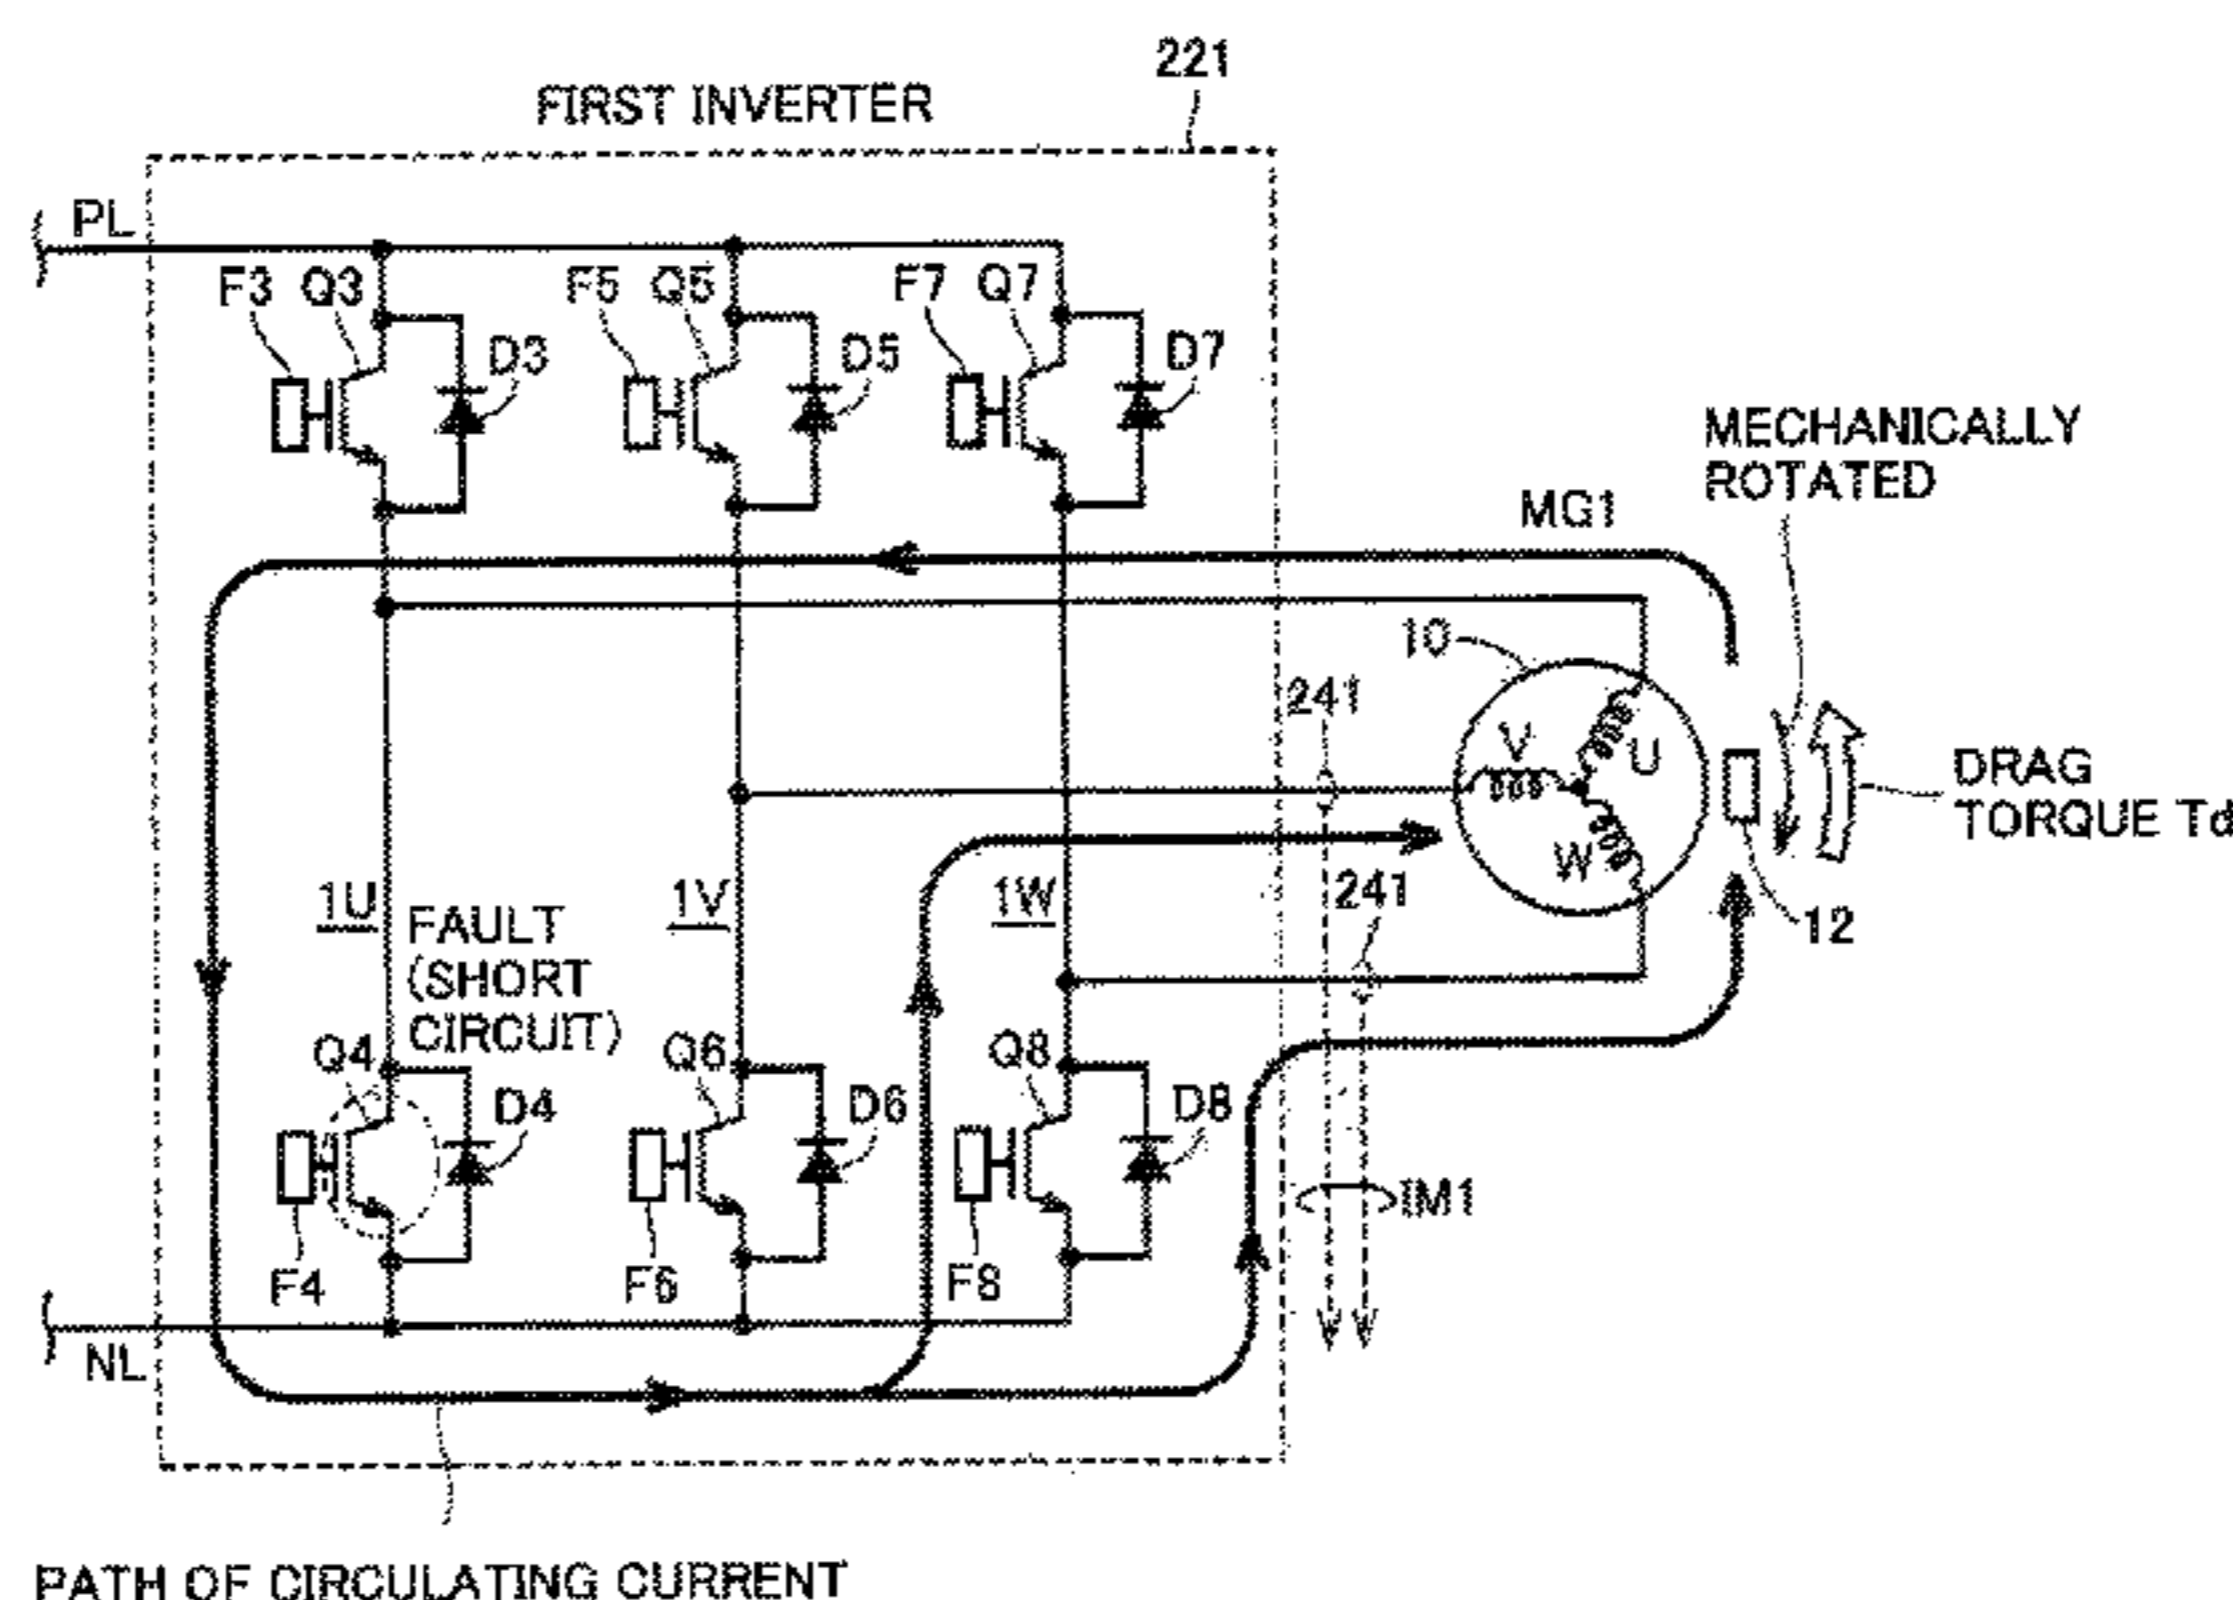 221
FIRST INVERTER
PL
F3 Q3 F5 Q5 F7 Q7
D3 D5 D7
MECHANICALLY
ROTATED
MG1
10
241
V U
W
DRAG
TORQUE Td
241
12
1U 1V 1W
FAULT
(SHORT
CIRCUIT)
Q4 Q6 Q8
D4 D6 D8
IM1
F4 F6 F8
NL
PATH OF CIRCULATING CURRENT